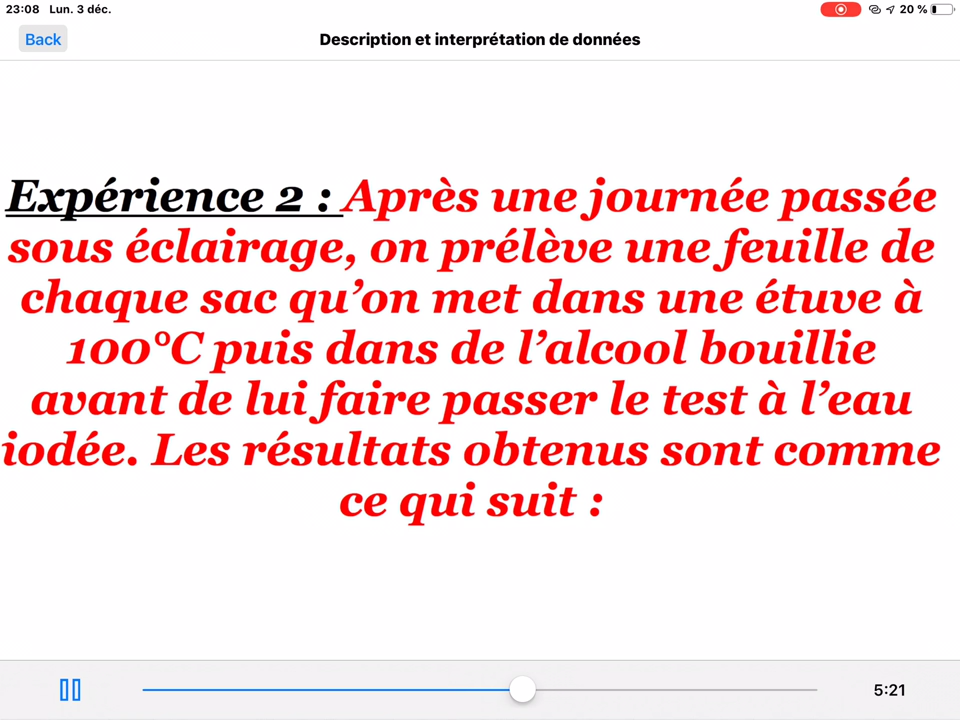 23:08 Lun. 3 déc.
20 %
Back
Description et interprétation de données
Expérience 2 : Après une journée passée
sous éclairage, on prélève une feuille de
chaque sac qu’on met dans une étuve à
100°C puis dans de l’alcool bouillie
avant de lui faire passer le test à l’eau
iodée. Les résultats obtenus sont comme
ce qui suit :
5:21